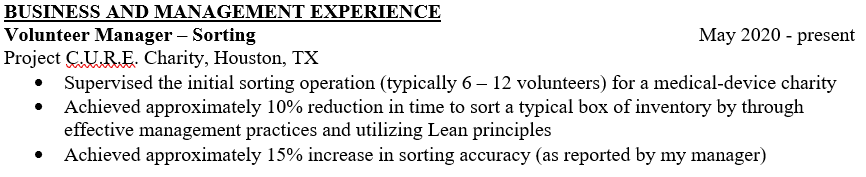 BUSINESS AND MANAGEMENT EXPERIENCE
Volunteer Manager – Sorting May 2020 - present
Project C.U.R.E. Charity, Houston, TX
• Supervised the initial sorting operation (typically 6 – 12 volunteers) for a medical-device charity
• Achieved approximately 10% reduction in time to sort a typical box of inventory by through
effective management practices and utilizing Lean principles
• Achieved approximately 15% increase in sorting accuracy (as reported by my manager)